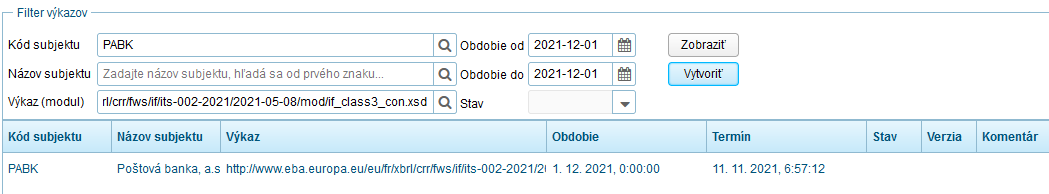 Filter výkazov
Kód subjektu PABK Obdobie od 2021-12-01 Zobraziť
Názov subjektu Zadajte názov subjektu, hľadá sa od prvého znaku... Obdobie do 2021-12-01 Vytvoriť
Výkaz (modul) rl/crr/fws/if/its-002-2021/2021-05-08/mod/if_class3_con.xsd Stav
Kód subjektu Názov subjektu Výkaz Obdobie Termín Stav Verzia Komentár
PABK Poštová banka, a.s http://www.eba.europa.eu/eu/fr/xbrl/crr/fws/if/its-002-2021/2( 1. 12. 2021, 0:00:00 11. 11. 2021, 6:57:12